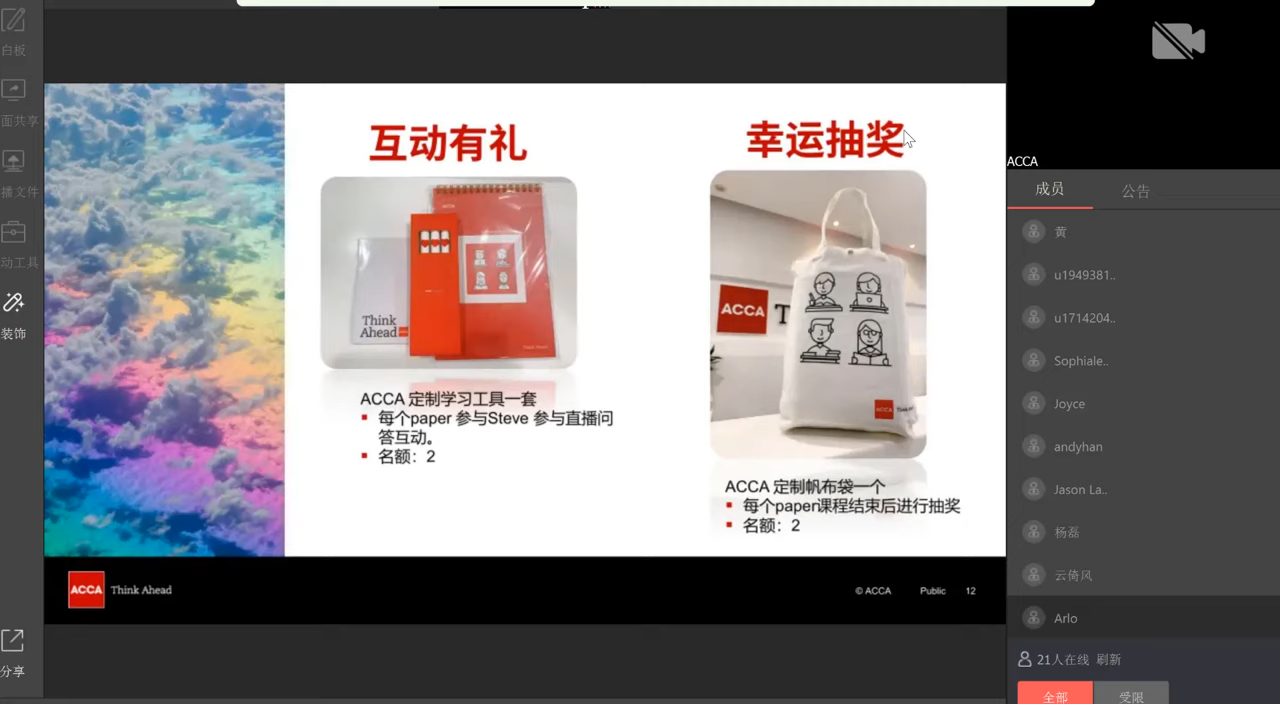 白板
面共享
播文件
动工具
装饰
分享
互动有礼
Think
Ahead
ACCA 定制学习工具一套
▪ 每个paper 参与Steve 参与直播问
答互动。
▪ 名额：2
幸运抽奖
ACCA
T
ACCA
ACCA 定制帆布袋一个
▪ 每个paper课程结束后进行抽奖
▪ 名额：2
ACCA Think Ahead
© ACCA Public 12
ACCA
成员 公告
黄
u1949381..
u1714204..
Sophiale..
Joyce
andyhan
Jason La..
杨磊
云倚风
Arlo
21人在线 刷新
全部 受限